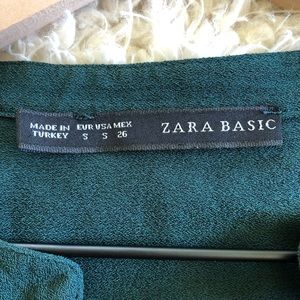 MADE IN TURKEY
EUR USA MEX
S S 26
ZARA BASIC